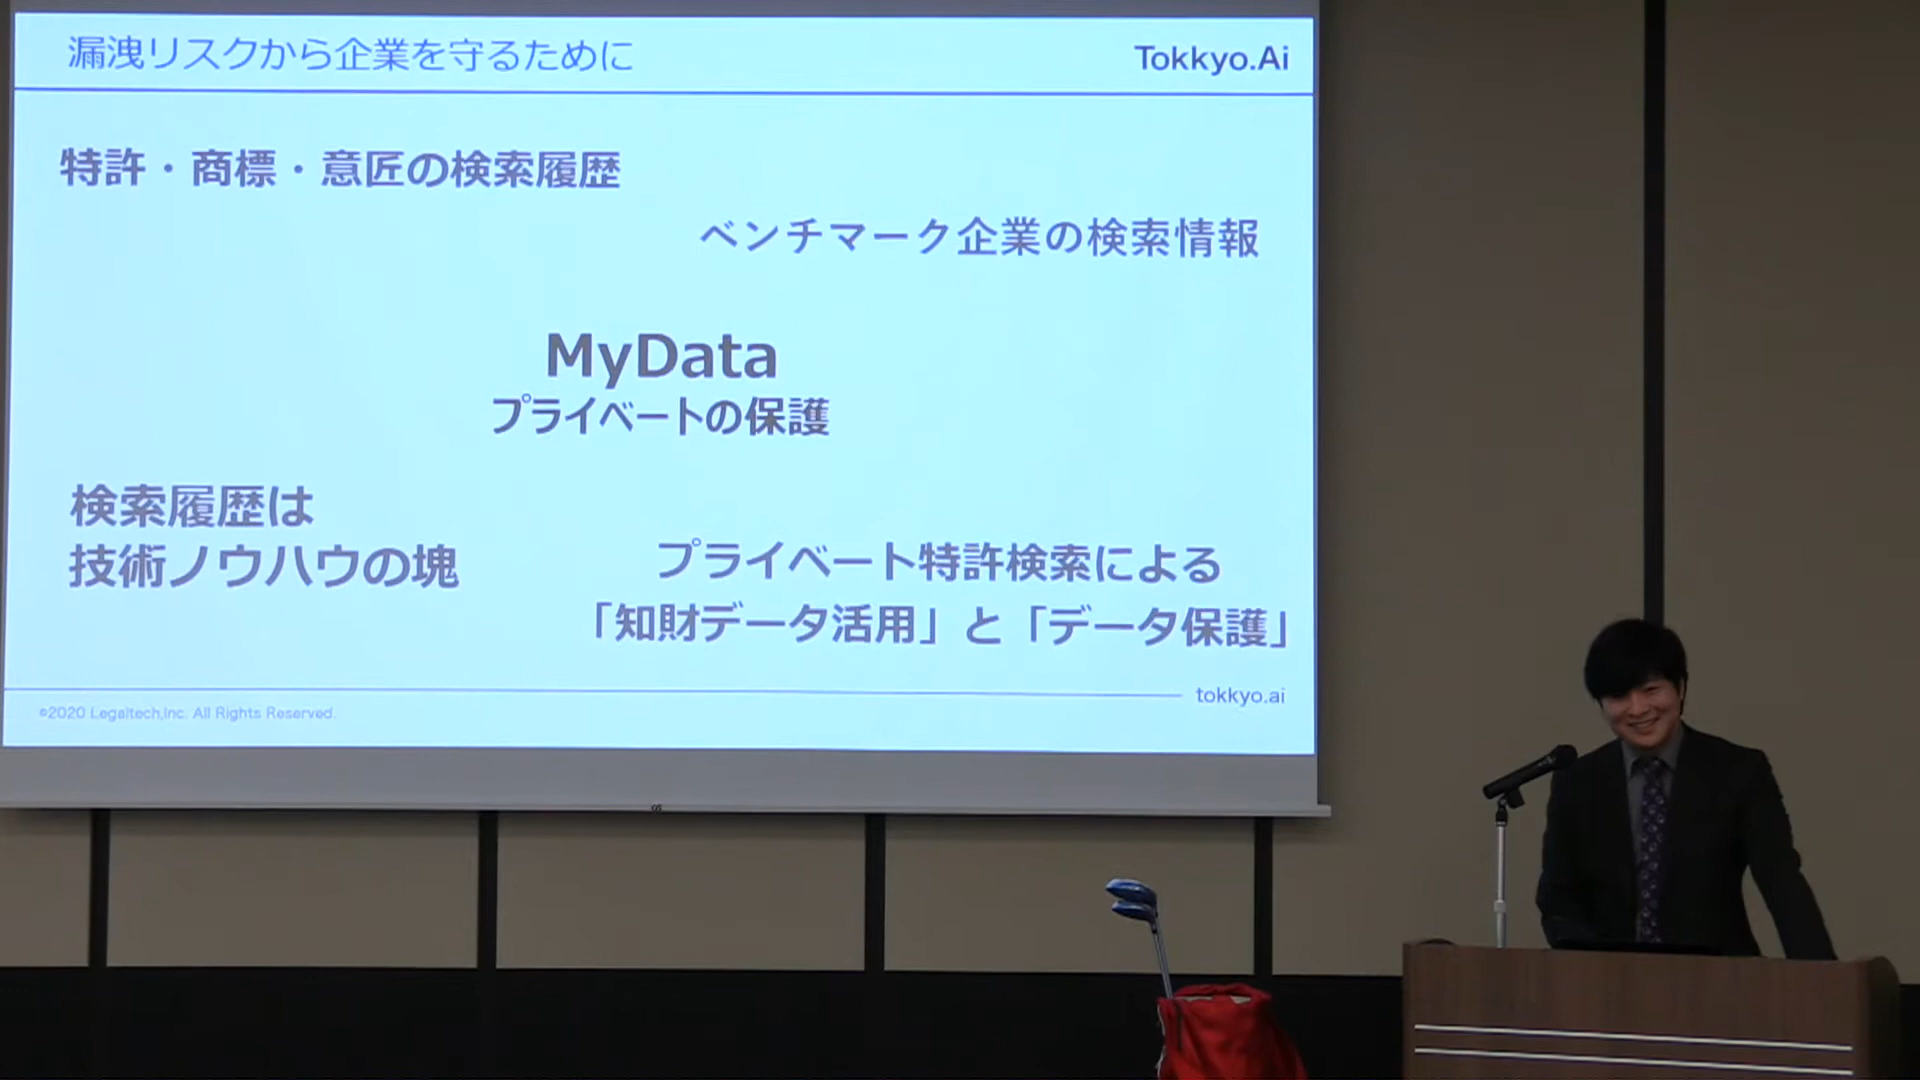 漏洩リスクから企業を守るために
Tokkyo.Ai
特許・商標・意匠の検索履歴
ベンチマーク企業の検索情報
MyData
プライベートの保護
検索履歴は
技術ノウハウの塊
プライベート特許検索による
「知財データ活用」と「データ保護」
tokkyo.ai
©2020 Legaltech,Inc. All Rights Reserved.